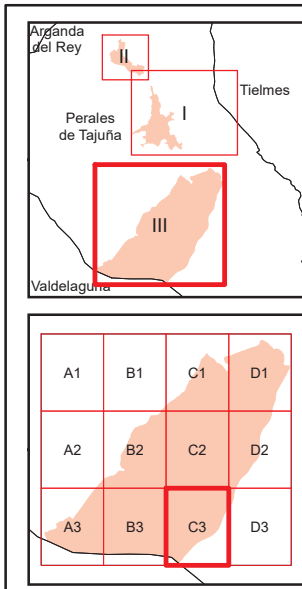 Arganda
del Rey
II
Tielmes
I
Perales
de Tajuña
III
Valdelaguna
A1 B1 C1 D1
A2 B2 C2 D2
A3 B3 C3 D3